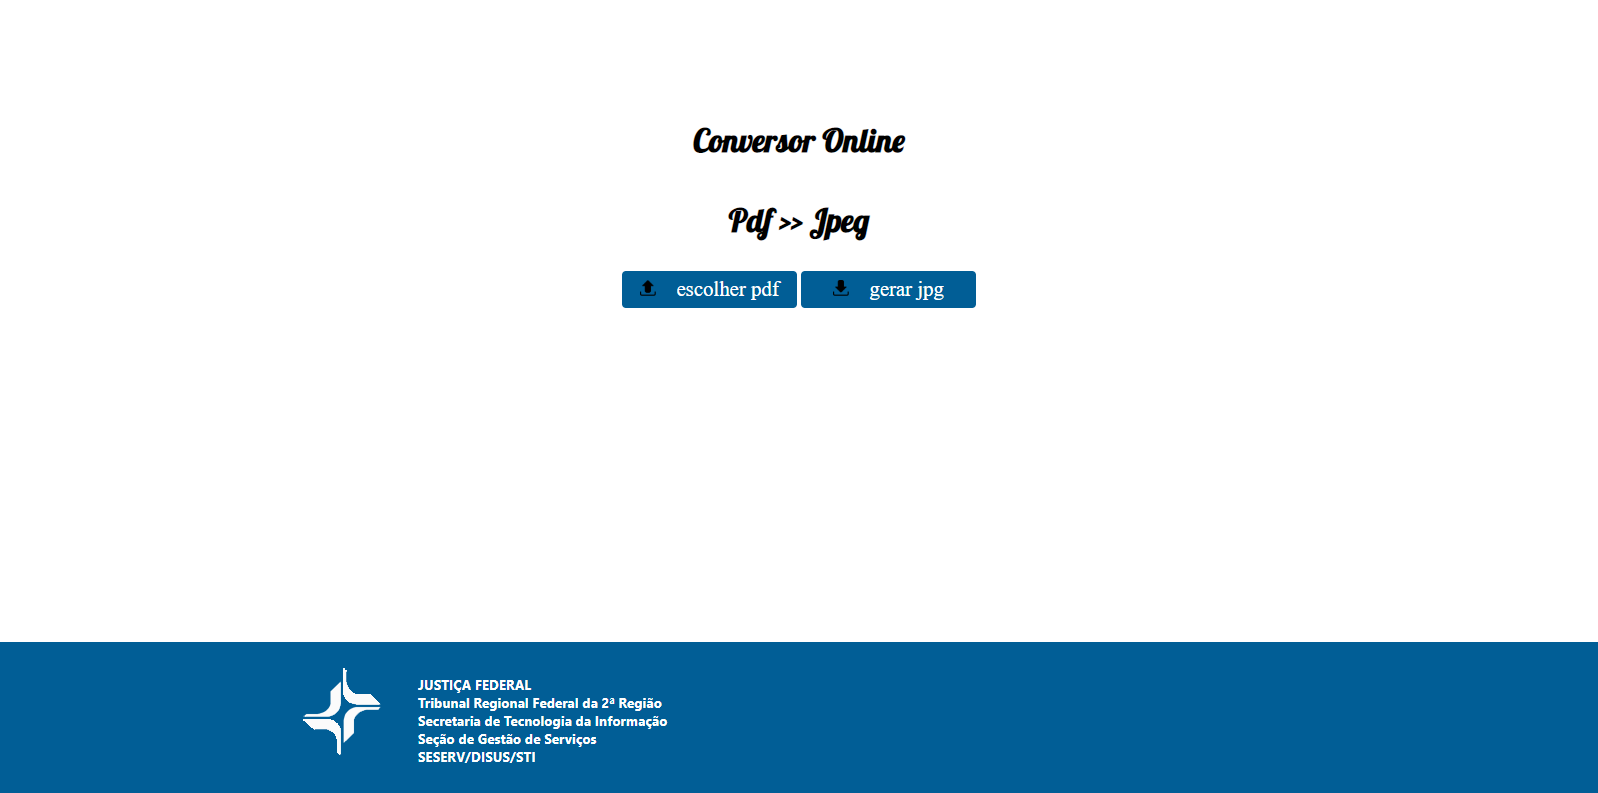 Conversor Online
Pdf >> Jpeg
escolher pdf
gerar jpg
JUSTIÇA FEDERAL
Tribunal Regional Federal da 2ª Região
Secretaria de Tecnologia da Informação
Seção de Gestão de Serviços
SESERV/DISUS/STI